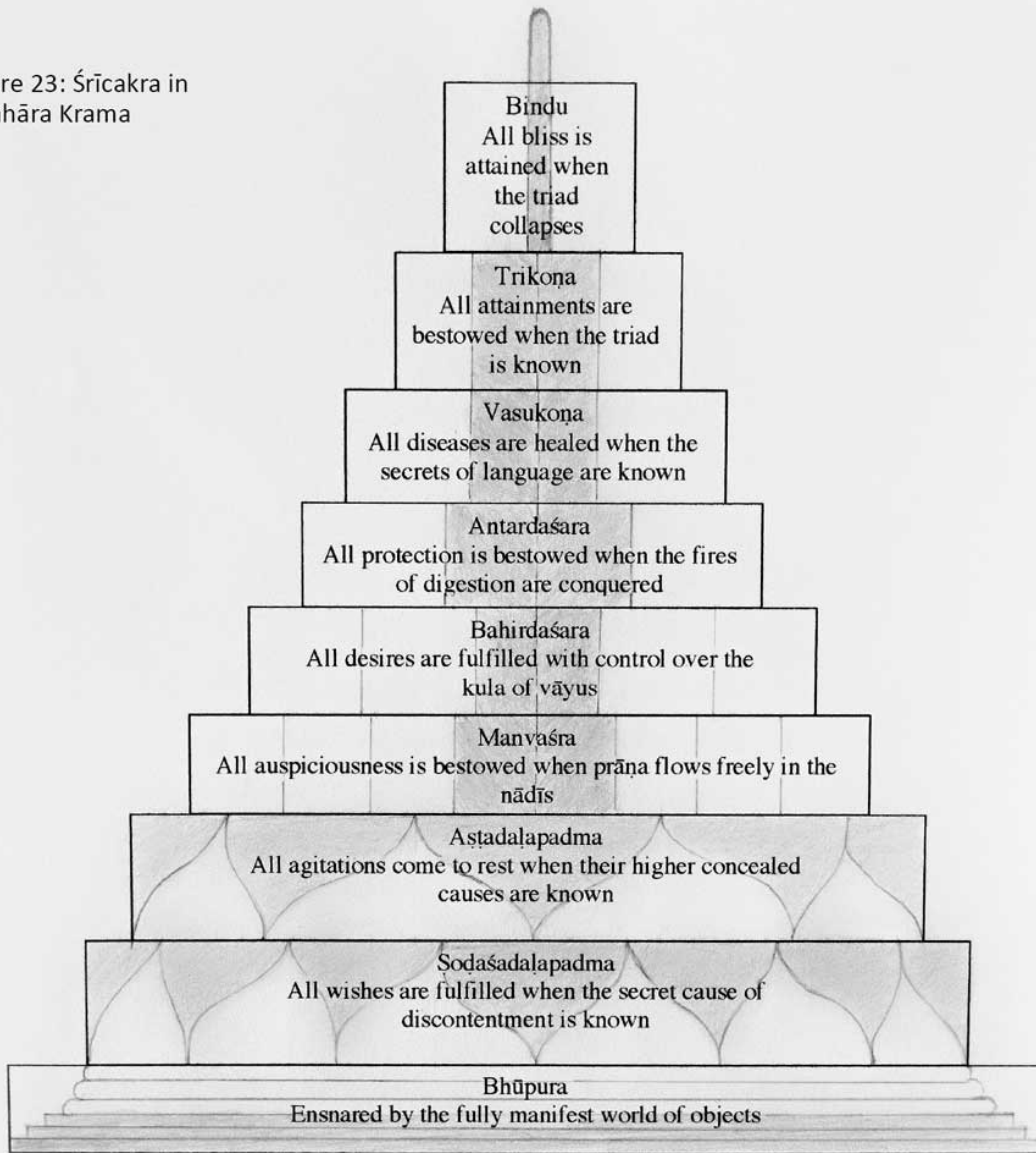 re 23: Śrīcakra in
hāra Krama
Bindu
All bliss is
attained when
the triad
collapses
Trikoṇa
All attainments are
bestowed when the triad
is known
Vasukoṇa
All diseases are healed when the
secrets of language are known
Antardaśara
All protection is bestowed when the fires
of digestion are conquered
Bahirdaśara
All desires are fulfilled with control over the
kula of vāyus
Manvaśra
All auspiciousness is bestowed when prāṇa flows freely in the
nādīs
Aṣṭadaḷapadma
All agitations come to rest when their higher concealed
causes are known
Ṣoḍaśadaḷapadma
All wishes are fulfilled when the secret cause of
discontentment is known
Bhūpura
Ensnared by the fully manifest world of objects